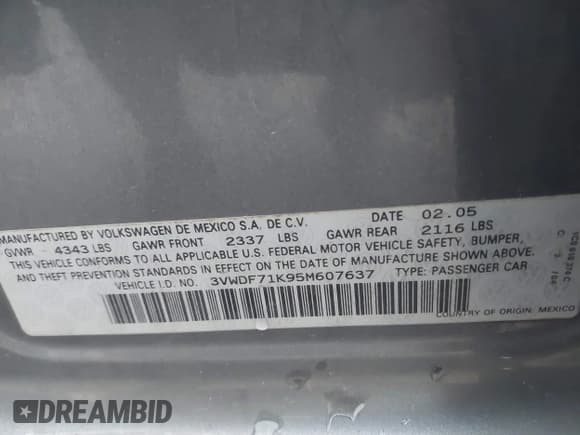 MANUFACTURED BY VOLKSWAGEN DE MEXICO S.A. DE C.V. DATE 02.05
GVWR - 4343 LBS GAWR FRONT 2337 LBS GAWR REAR 2116 LBS
THIS VEHICLE CONFORMS TO ALL APPLICABLE U.S. FEDERAL MOTOR VEHICLE SAFETY, BUMPER,
AND THEFT PREVENTION STANDARDS IN EFFECT ON THE DATE OF MANUFACTURE SHOWN ABOVE.
VEHICLE I.D. NO. 3VWDF71K95M607637 TYPE: PASSENGER CAR
COUNTRY OF ORIGIN: MEXICO
DREAMBID